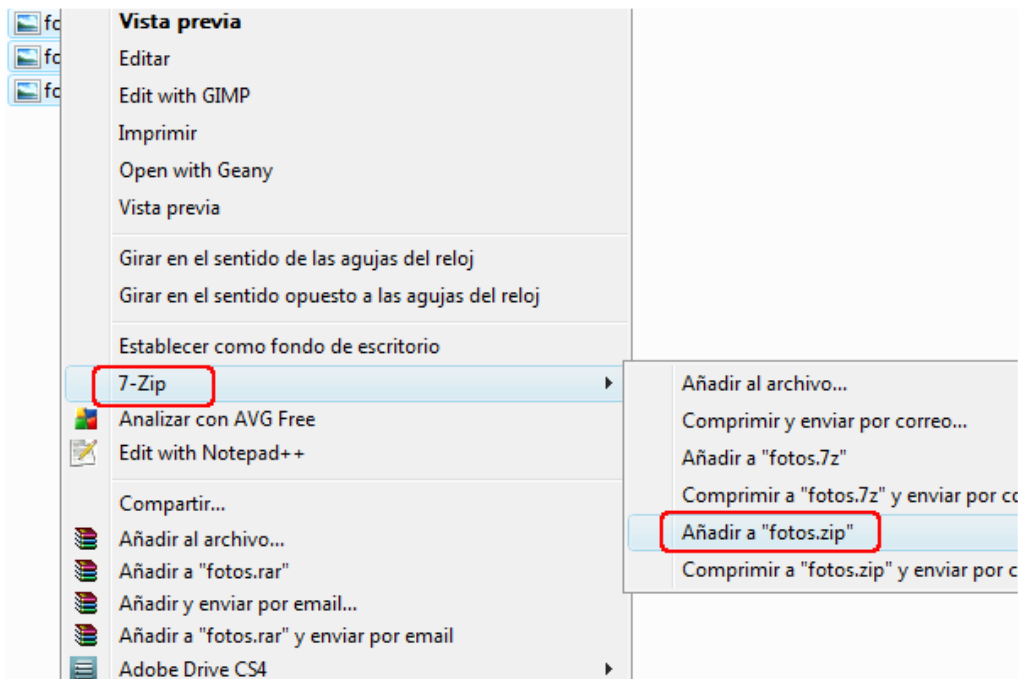 fo
Vista previa
fo
Editar
fo
Edit with GIMP
Imprimir
Open with Geany
Vista previa
Girar en el sentido de las agujas del reloj
Girar en el sentido opuesto a las agujas del reloj
Establecer como fondo de escritorio
7-Zip
Analizar con AVG Free
Edit with Notepad++
Compartir...
Añadir al archivo...
Añadir a "fotos.rar"
Añadir y enviar por email...
Añadir a "fotos.rar" y enviar por email
Adobe Drive CS4
Añadir al archivo...
Comprimir y enviar por correo...
Añadir a "fotos.7z"
Comprimir a "fotos.7z" y enviar por co
Añadir a "fotos.zip"
Comprimir a "fotos.zip" y enviar por c